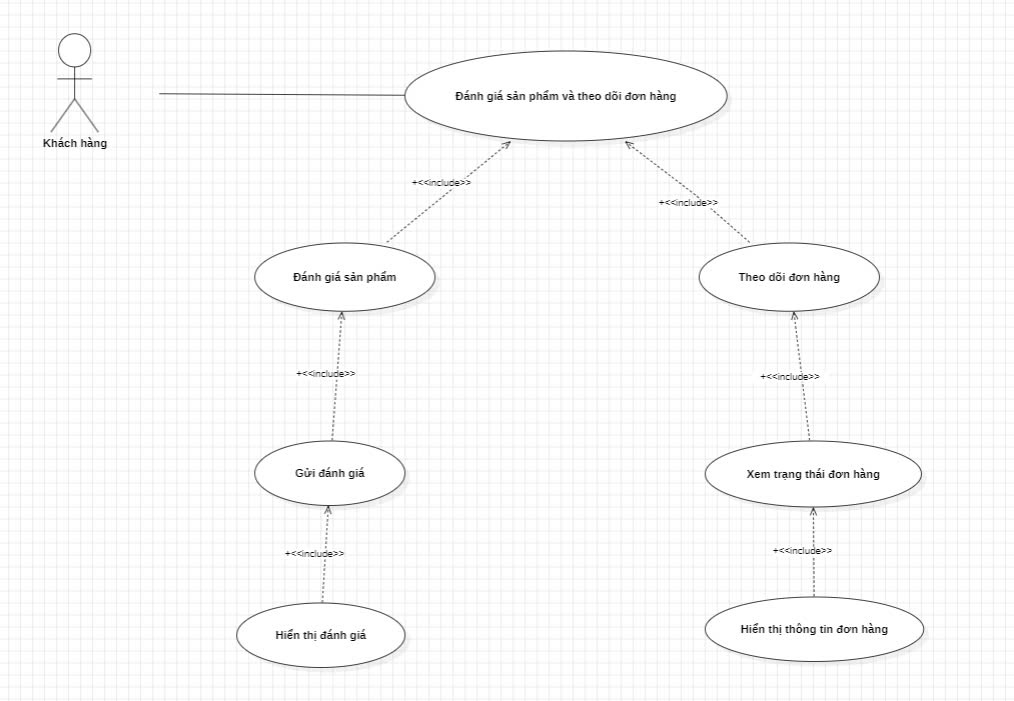 Khách hàng
Đánh giá sản phẩm và theo dõi đơn hàng
+<<include>>
+<<include>>
Đánh giá sản phẩm
Theo dõi đơn hàng
+<<include>>
+<<include>>
Gửi đánh giá
Xem trạng thái đơn hàng
+<<include>>
+<<include>>
Hiển thị đánh giá
Hiển thị thông tin đơn hàng